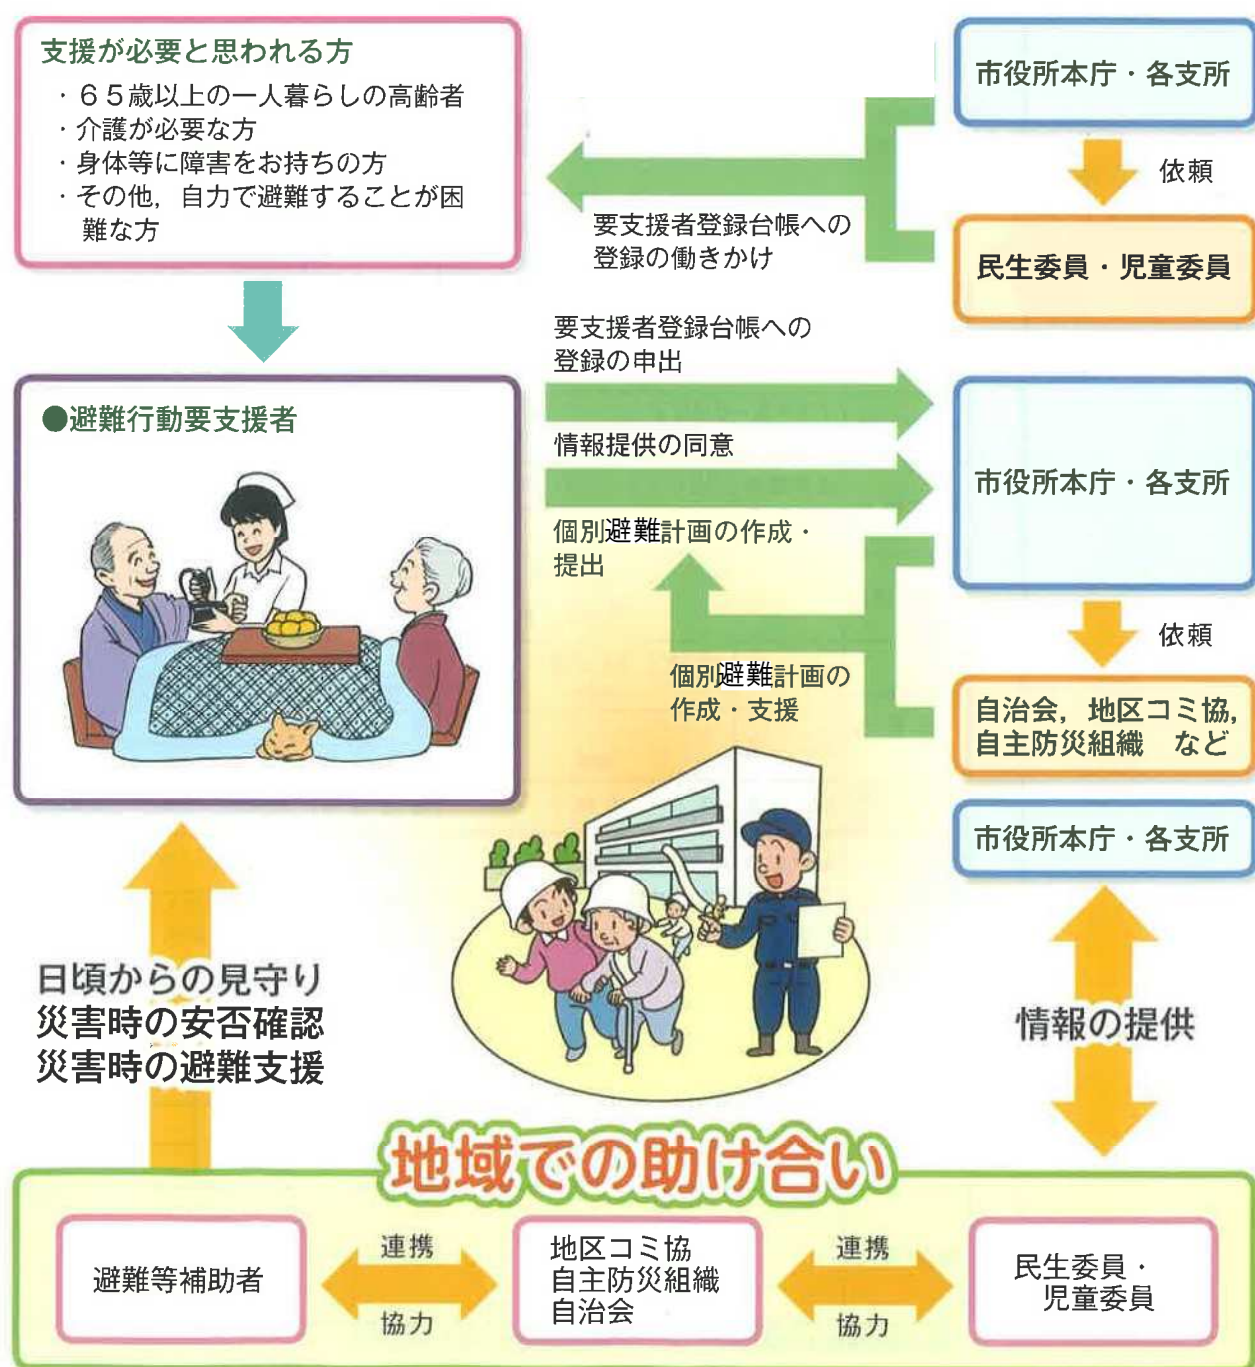 支援が必要と思われる方
・６５歳以上の一人暮らしの高齢者
・介護が必要な方
・身体等に障害をお持ちの方
・その他，自力で避難することが困
難な方
市役所本庁・各支所
依頼
民生委員・児童委員
要支援者登録台帳への
登録の働きかけ
要支援者登録台帳への
登録の申出
●避難行動要支援者
情報提供の同意
市役所本庁・各支所
個別避難計画の作成・
提出
依頼
個別避難計画の
作成・支援
自治会，地区コミ協，
自主防災組織　など
市役所本庁・各支所
日頃からの見守り
災害時の安否確認
災害時の避難支援
情報の提供
地域での助け合い
避難等補助者
連携
協力
地区コミ協
自主防災組織
自治会
連携
協力
民生委員・
児童委員